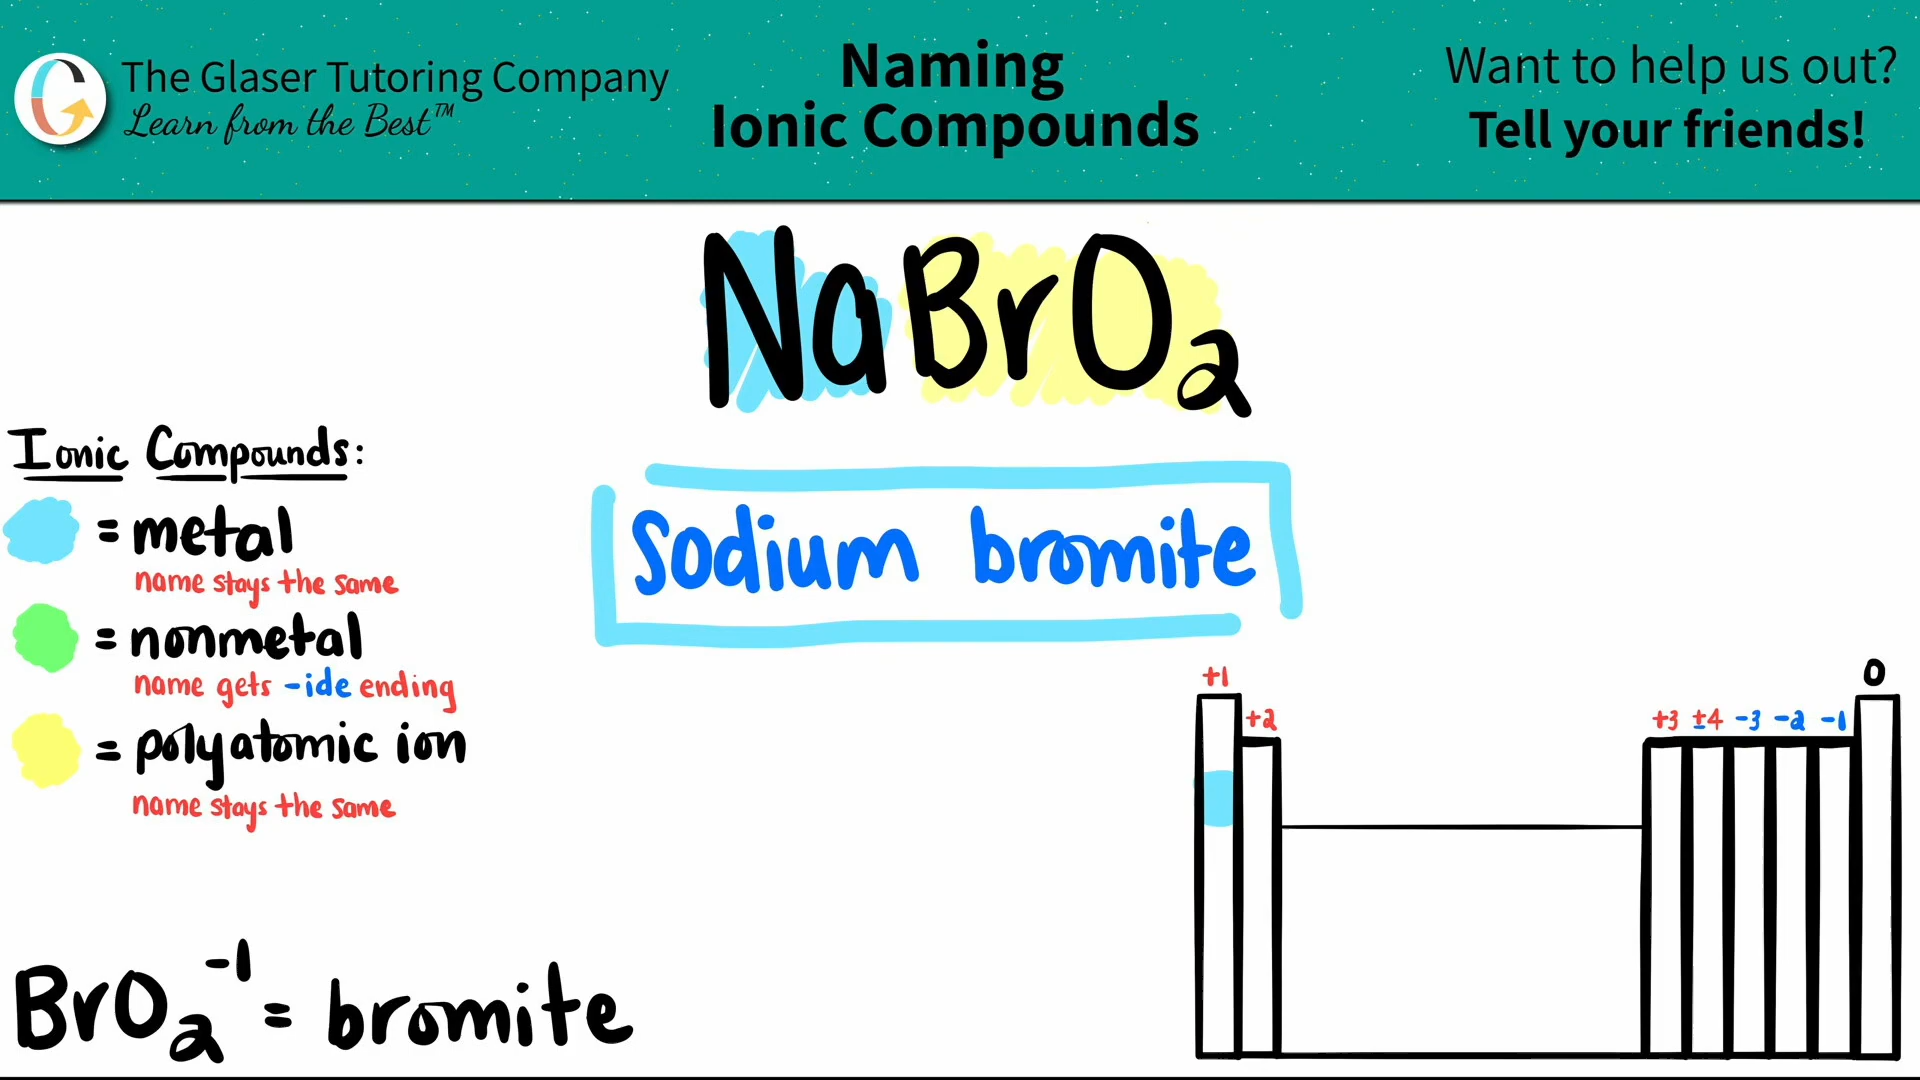 The Glaser Tutoring Company
Learn from the Best™
Naming
Ionic Compounds
Want to help us out?
Tell your friends!
NaBrO₂
Sodium bromite
Ionic Compounds:
= metal
name stays the same
= nonmetal
name gets -ide ending
= polyatomic ion
name stays the same
BrO₂⁻¹ = bromite
+1
+2
+3 ±4 -3 -2 -1
0